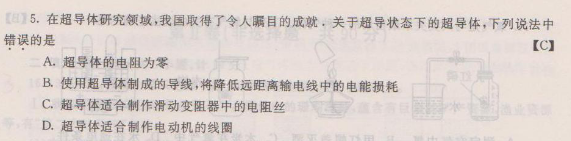 5. 在超导体研究领域,我国取得了令人瞩目的成就. 关于超导状态下的超导体,下列说法中
错误的是 【C】
A. 超导体的电阻为零
B. 使用超导体制成的导线,将降低远距离输电线中的电能损耗
C. 超导体适合制作滑动变阻器中的电阻丝
D. 超导体适合制作电动机的线圈